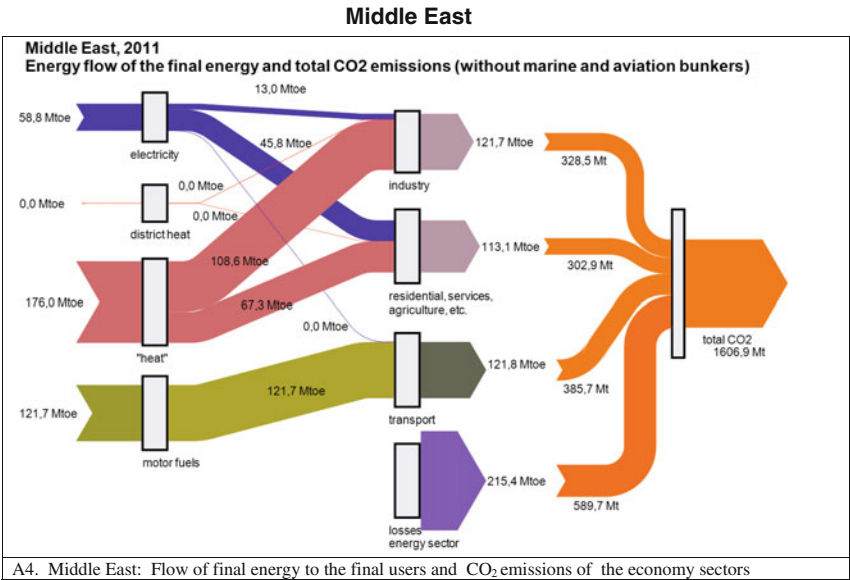 Middle East
Middle East, 2011
Energy flow of the final energy and total CO2 emissions (without marine and aviation bunkers)
13,0 Mtoe
58,8 Mtoe
electricity
45,8 Mtoe
industry
121,7 Mtoe
328,5 Mt
0,0 Mtoe
0,0 Mtoe
0,0 Mtoe
district heat
108,6 Mtoe
113,1 Mtoe
302,9 Mt
residential, services,
agriculture, etc.
176,0 Mtoe
67,3 Mtoe
0,0 Mtoe
"heat"
total CO2
1606,9 Mt
121,8 Mtoe
385,7 Mt
121,7 Mtoe
121,7 Mtoe
transport
motor fuels
215,4 Mtoe
589,7 Mt
losses
energy sector
A4. Middle East: Flow of final energy to the final users and CO2 emissions of the economy sectors